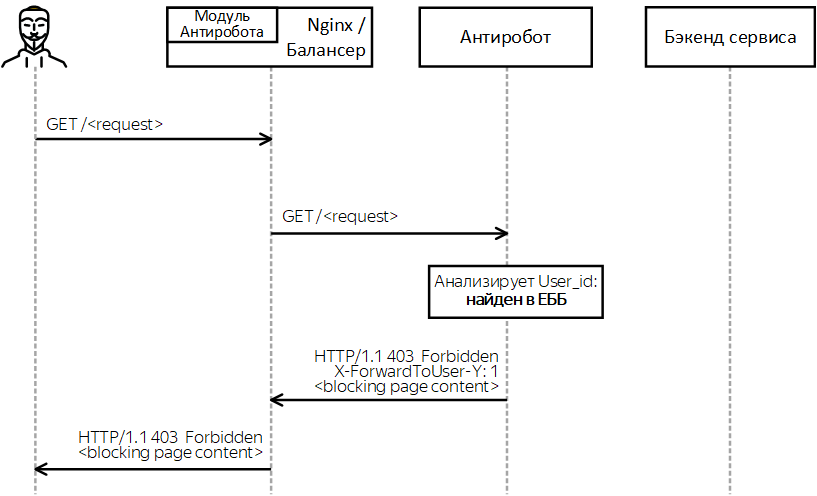 Модуль
Антиробота
Nginx /
Балансер
Антиробот
Бэкенд сервиса
GET /<request>
GET / <request>
Анализирует User_id:
найден в ЕББ
HTTP/1.1 403 Forbidden
X-ForwardToUser-Y: 1
<blocking page content>
HTTP/1.1 403 Forbidden
<blocking page content>